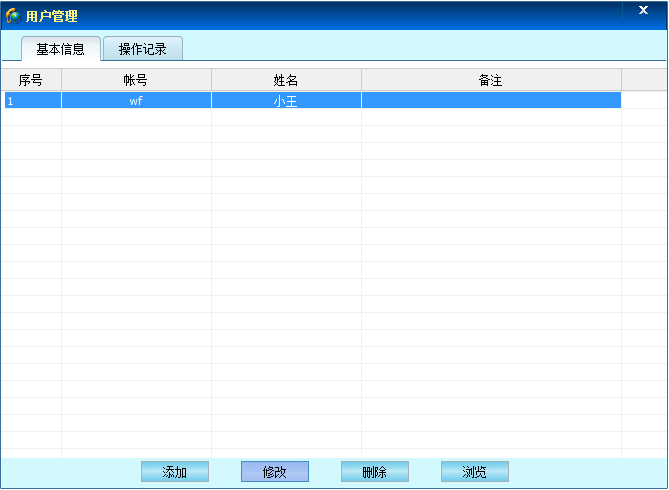 用户管理
X
基本信息 操作记录
序号 帐号 姓名 备注
1 wf 小王
添加 修改 删除 浏览